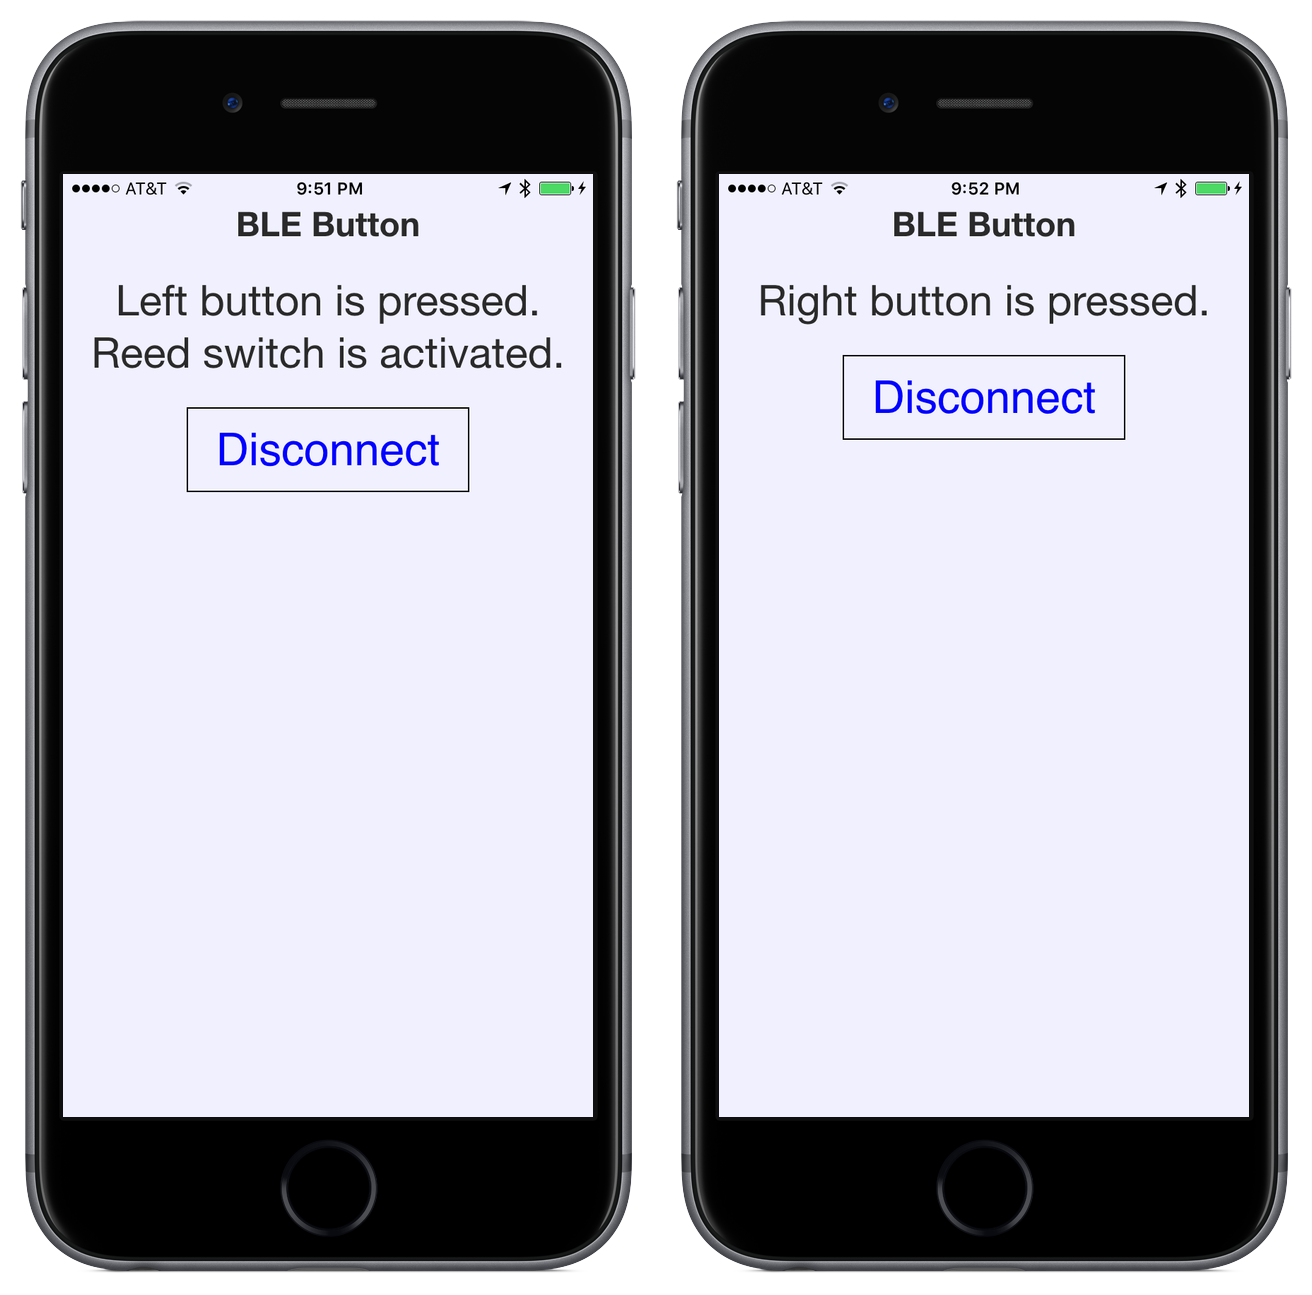 AT&T 9:51 PM
BLE Button
Left button is pressed.
Reed switch is activated.
Disconnect
AT&T 9:52 PM
BLE Button
Right button is pressed.
Disconnect